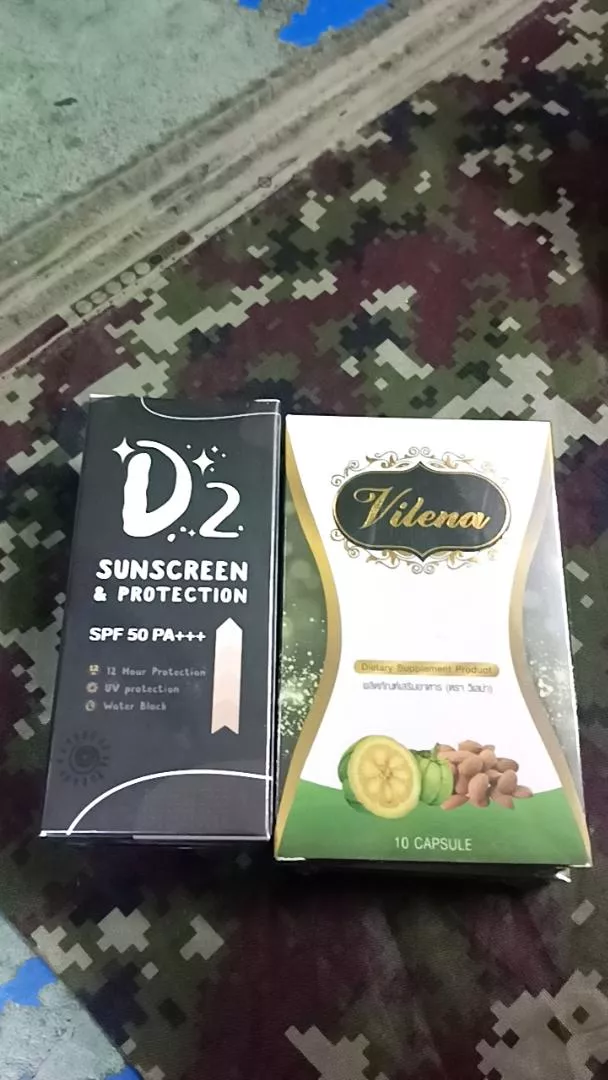 D2
SUNSCREEN
& PROTECTION
SPF 50 PA+++
12 Hour Protection
UV protection
Water Block
Vilena
Dietary Supplement Product
ผลิตภัณฑ์เสริมอาหาร (ตรา วิเลน่า)
10 CAPSULE